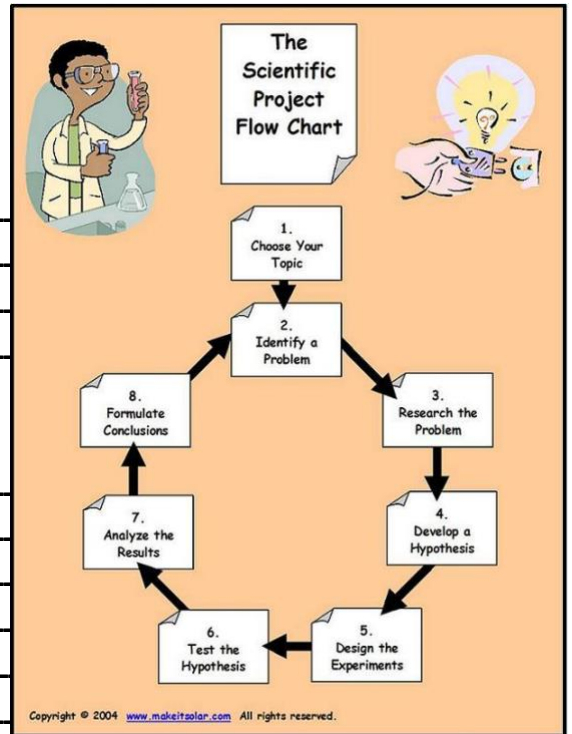 The
Scientific
Project
Flow Chart
1.
Choose Your
Topic
2.
Identify a
Problem
3.
Research the
Problem
4.
Develop a
Hypothesis
5.
Design the
Experiments
6.
Test the
Hypothesis
7.
Analyze the
Results
8.
Formulate
Conclusions
Copyright © 2004 www.makeitsolar.com All rights reserved.